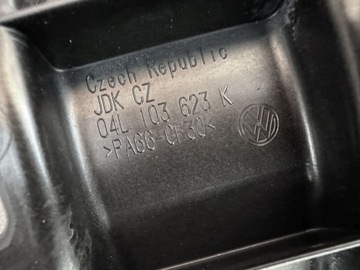 Czech Republic
JDK CZ
04L 103 623 K
>PA66-GF30<